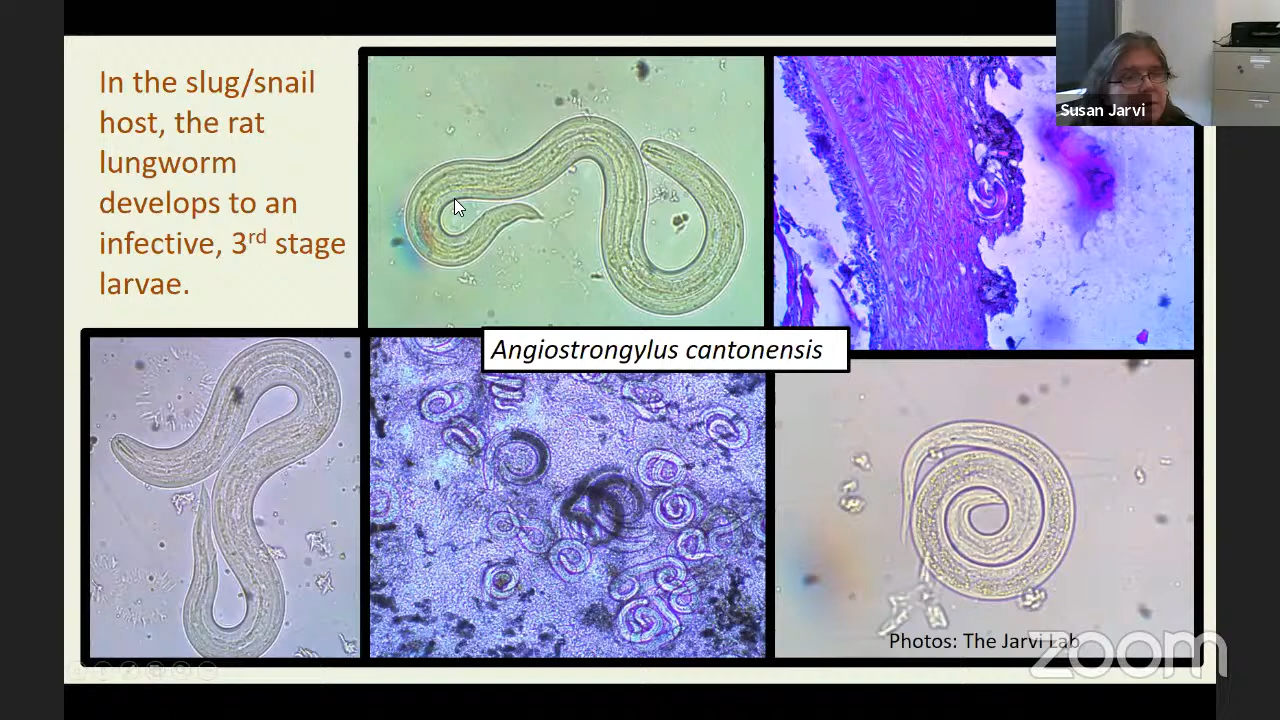 In the slug/snail
host, the rat
lungworm
develops to an
infective, 3rd stage
larvae.
Susan Jarvi
Angiostrongylus cantonensis
Photos: The Jarvi Lab
zoom